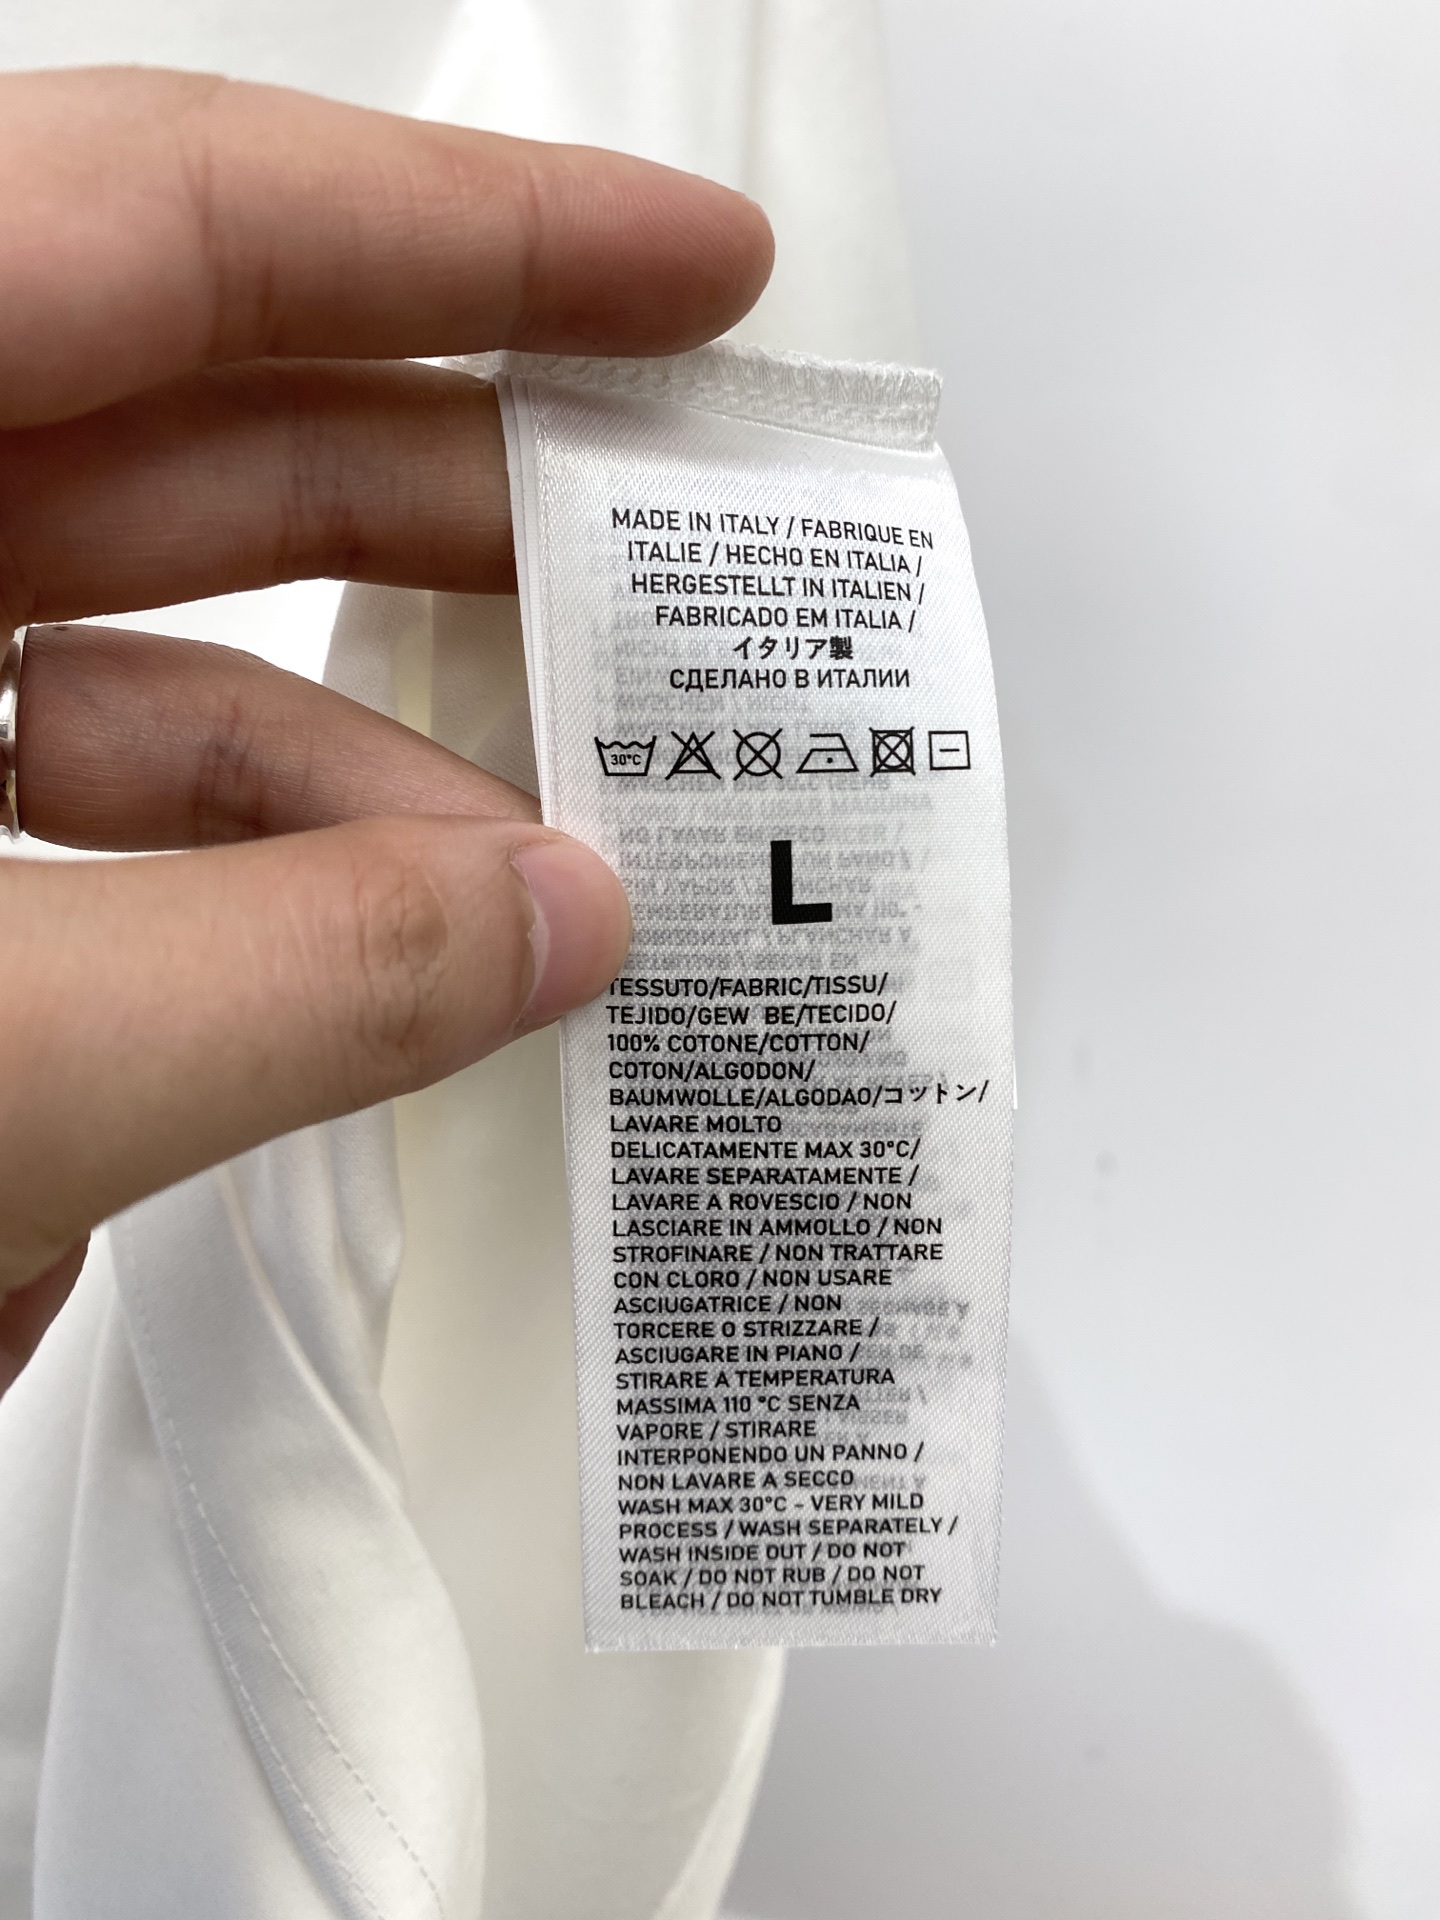 MADE IN ITALY / FABRIQUE EN
ITALIE / HECHO EN ITALIA /
HERGESTELLT IN ITALIEN /
FABRICADO EM ITALIA /
イタリア製
СДЕЛАНО В ИТАЛИИ
30°C
L
TESSUTO/FABRIC/TISSU/
TEJIDO/GEW BE/TECIDO/
100% COTONE/COTTON/
COTON/ALGODON/
BAUMWOLLE/ALGODAO/コットン/
LAVARE MOLTO
DELICATAMENTE MAX 30°C/
LAVARE SEPARATAMENTE /
LAVARE A ROVESCIO / NON
LASCIARE IN AMMOLLO / NON
STROFINARE / NON TRATTARE
CON CLORO / NON USARE
ASCIUGATRICE / NON
TORCERE O STRIZZARE /
ASCIUGARE IN PIANO /
STIRARE A TEMPERATURA
MASSIMA 110 °C SENZA
VAPORE / STIRARE
INTERPONENDO UN PANNO /
NON LAVARE A SECCO
WASH MAX 30°C - VERY MILD
PROCESS / WASH SEPARATELY /
WASH INSIDE OUT / DO NOT
SOAK / DO NOT RUB / DO NOT
BLEACH / DO NOT TUMBLE DRY